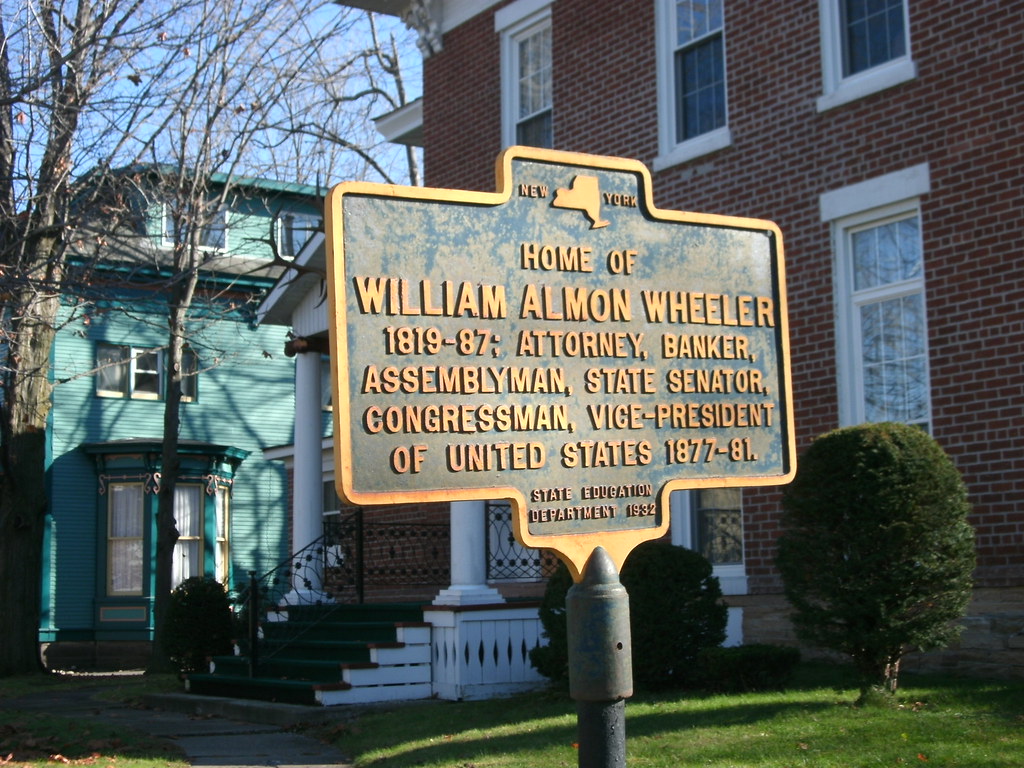 NEW YORK
HOME OF
WILLIAM ALMON WHEELER
1819-87; ATTORNEY, BANKER,
ASSEMBLYMAN, STATE SENATOR,
CONGRESSMAN, VICE-PRESIDENT
OF UNITED STATES 1877-81.
STATE EDUCATION
DEPARTMENT 1932